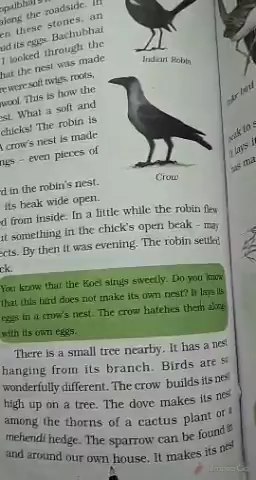 along the roadside. In
en these stones, an
aid its eggs. Bachubhai
I looked through the
hat the nest was made
re were soft twigs, roots,
wool. This is how the
est. What a soft and
chicks! The robin is
A crow's nest is made
ngs – even pieces of
Indian Robin
Crow
d in the robin's nest.
its beak wide open.
ed from inside. In a little while the robin flew
ut something in the chick's open beak - may
ects. By then it was evening. The robin settled
ck.
You know that the Koel sings sweetly. Do you know
that this bird does not make its own nest? It lays its
eggs in a crow's nest. The crow hatches them along
with its own eggs.
There is a small tree nearby. It has a nest
hanging from its branch. Birds are so
wonderfully different. The crow builds its nest
high up on a tree. The dove makes its nest
among the thorns of a cactus plant or a
mehendi hedge. The sparrow can be found in
and around our own house. It makes its nest